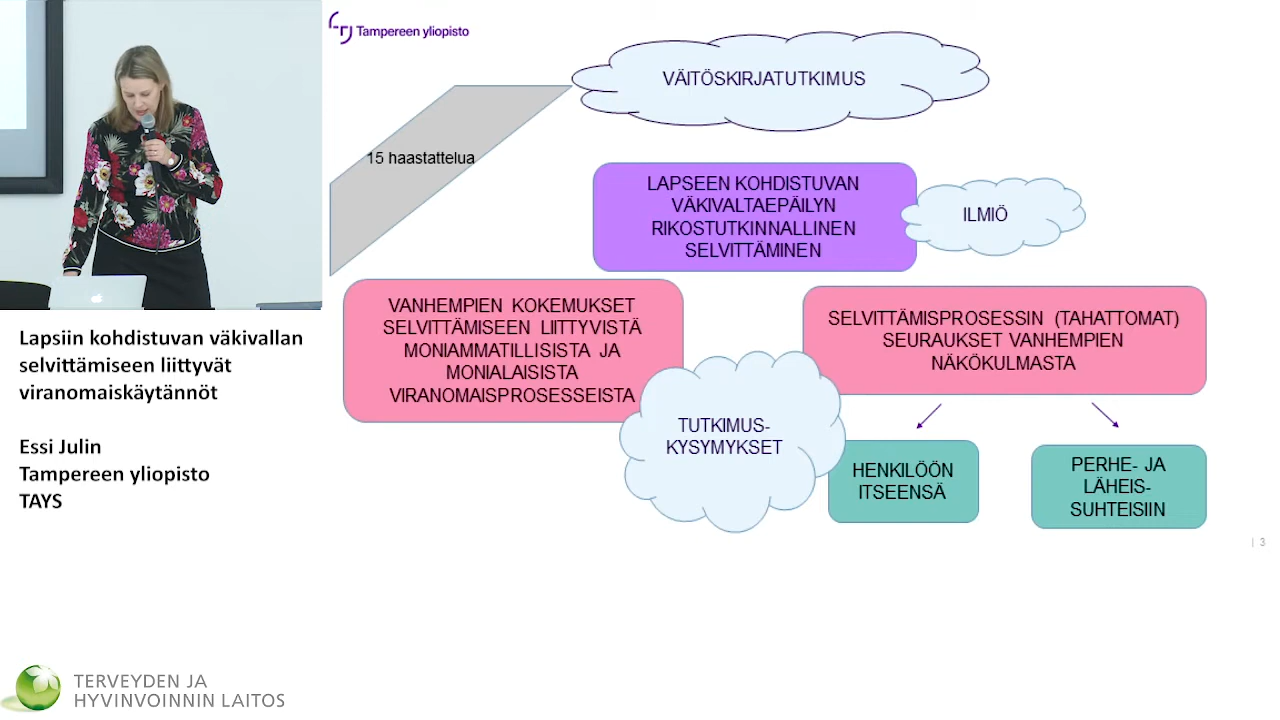 Tampereen yliopisto
VÄITÖSKIRJATUTKIMUS
15 haastattelua
LAPSEEN KOHDISTUVAN
VÄKIVALTAEPÄILYN
RIKOSTUTKINNALLINEN
SELVITTÄMINEN
ILMIÖ
VANHEMPIEN KOKEMUKSET
SELVITTÄMISEEN LIITTYVISTÄ
MONIAMMATILLISISTA JA
MONIALAISISTA
VIRANOMAISPROSESSEISTA
SELVITTÄMISPROSESSIN (TAHATTOMAT)
SEURAUKSET VANHEMPIEN
NÄKÖKULMASTA
TUTKIMUS-
KYSYMYKSET
HENKILÖÖN
ITSEENSÄ
PERHE- JA
LÄHEIS-
SUHTEISIIN
| 3
Lapsiin kohdistuvan väkivallan
selvittämiseen liittyvät
viranomaiskäytännöt
Essi Julin
Tampereen yliopisto
TAYS
TERVEYDEN JA
HYVINVOINNIN LAITOS